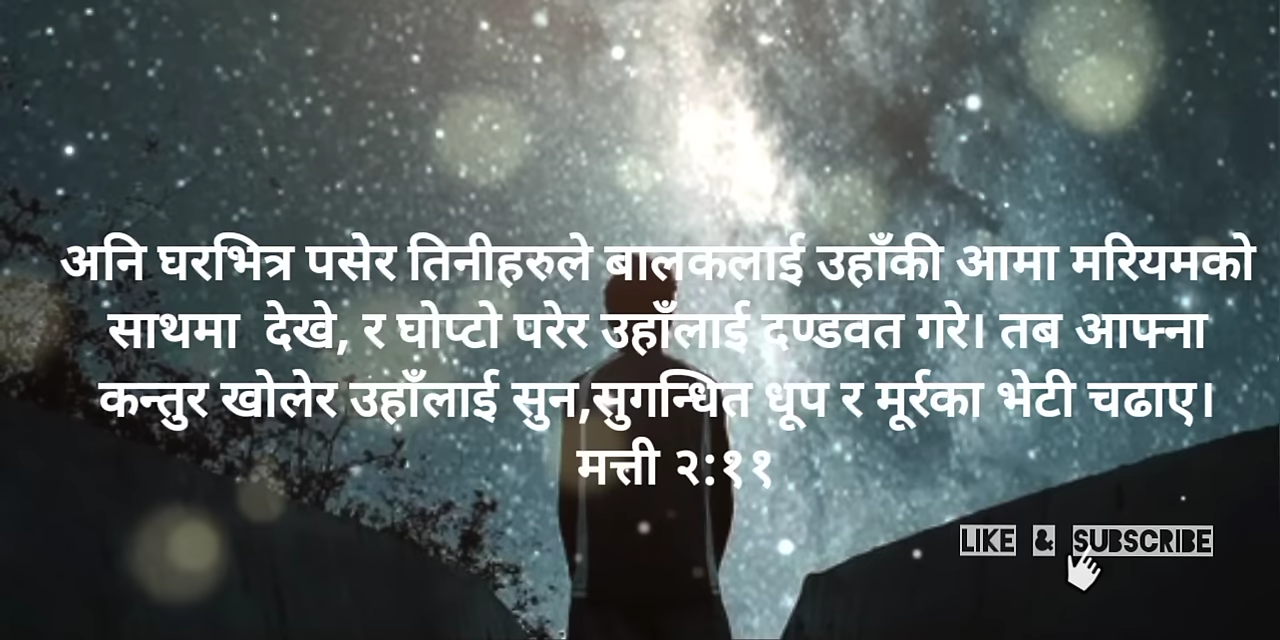 अनि घरभित्र पसेर तिनीहरुले बालकलाई उहाँकी आमा मरियमको
साथमा देखे, र घोप्टो परेर उहाँलाई दण्डवत गरे। तब आफ्ना
कन्तुर खोलेर उहाँलाई सुन,सुगन्धित धूप र मूर्रका भेटी चढाए।
मत्ती २:११
LIKE & SUBSCRIBE